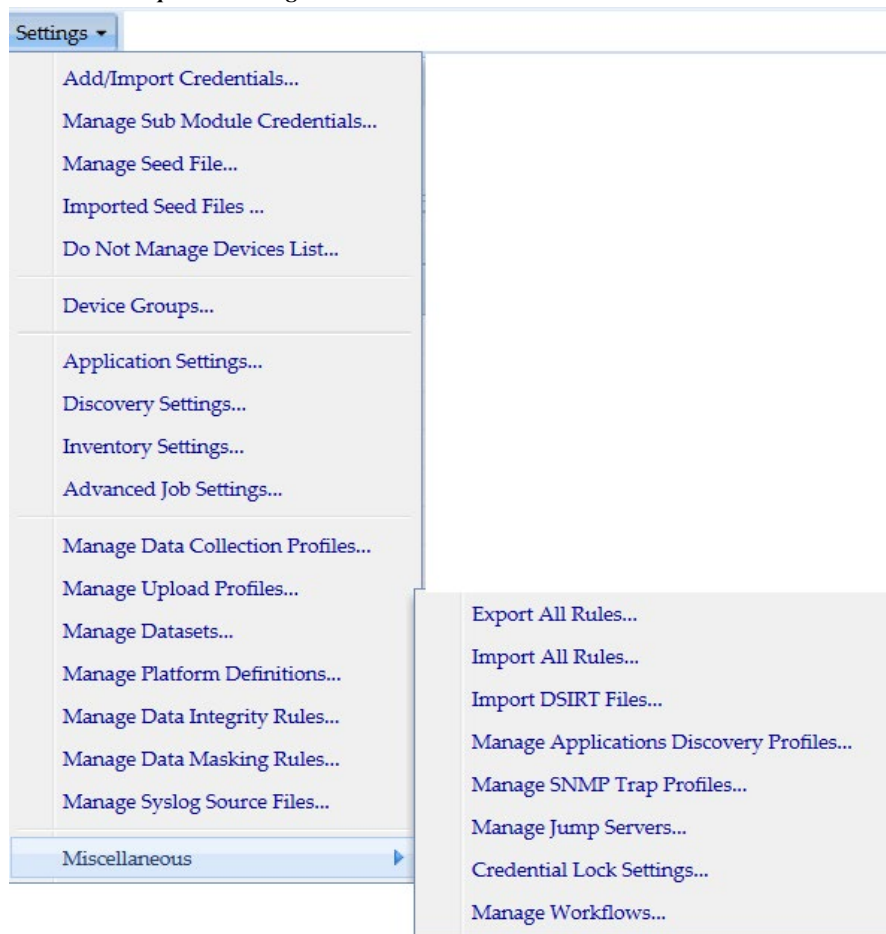 Settings
Add/Import Credentials...
Manage Sub Module Credentials...
Manage Seed File...
Imported Seed Files ...
Do Not Manage Devices List...
Device Groups...
Application Settings...
Discovery Settings...
Inventory Settings...
Advanced Job Settings...
Manage Data Collection Profiles...
Manage Upload Profiles...
Manage Datasets...
Manage Platform Definitions...
Manage Data Integrity Rules...
Manage Data Masking Rules...
Manage Syslog Source Files...
Miscellaneous
Export All Rules...
Import All Rules...
Import DSIRT Files...
Manage Applications Discovery Profiles...
Manage SNMP Trap Profiles...
Manage Jump Servers...
Credential Lock Settings...
Manage Workflows...